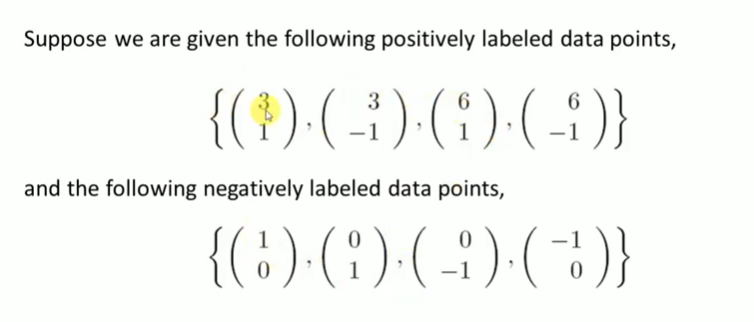 Suppose we are given the following positively labeled data points,
{(3 1), (3 −1), (6 1), (6 −1)}
and the following negatively labeled data points,
{(1 0), (0 1), (0 −1), (−1 0)}